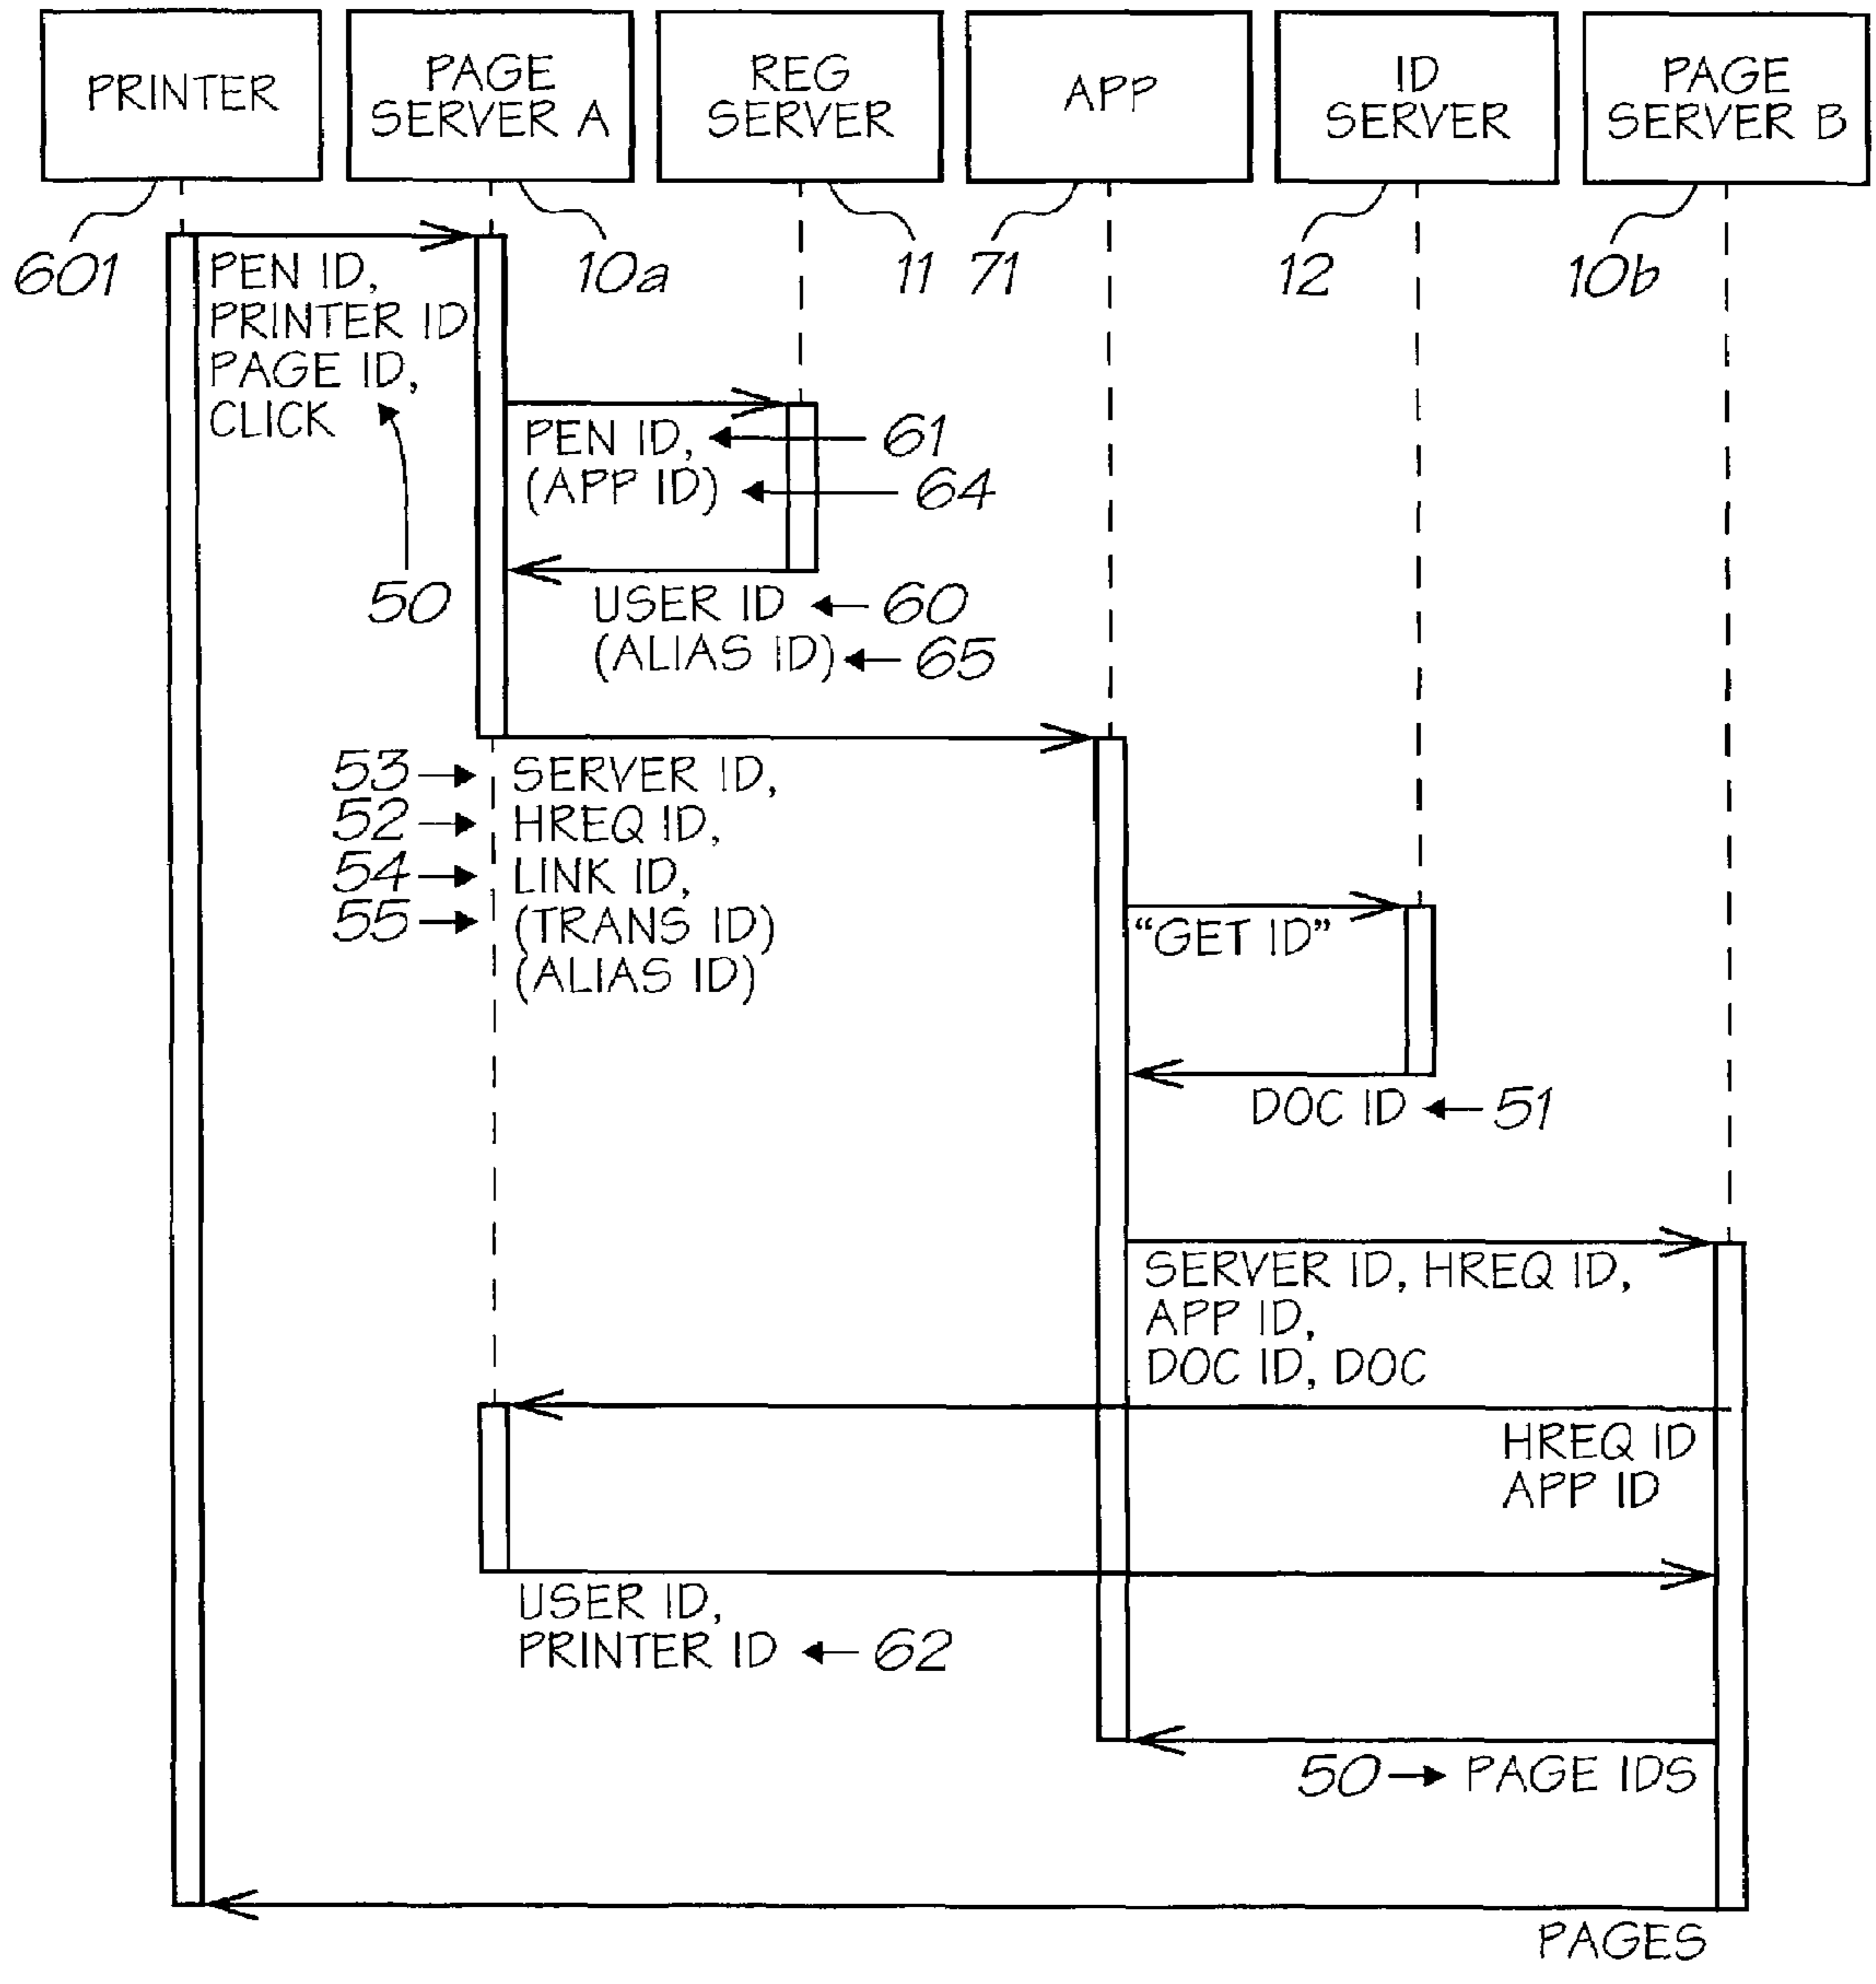 PRINTER
PAGE
SERVER A
REG
SERVER
APP
ID
SERVER
PAGE
SERVER B
601
10a
11
71
12
10b
PEN ID,
PRINTER ID
PAGE ID,
CLICK
50
PEN ID,
61
(APP ID)
64
USER ID
60
(ALIAS ID)
65
53
SERVER ID,
52
HREQ ID,
54
LINK ID,
55
(TRANS ID)
(ALIAS ID)
"GET ID"
DOC ID
51
SERVER ID, HREQ ID,
APP ID,
DOC ID, DOC
HREQ ID
APP ID
USER ID,
PRINTER ID
62
50
PAGE IDS
PAGES